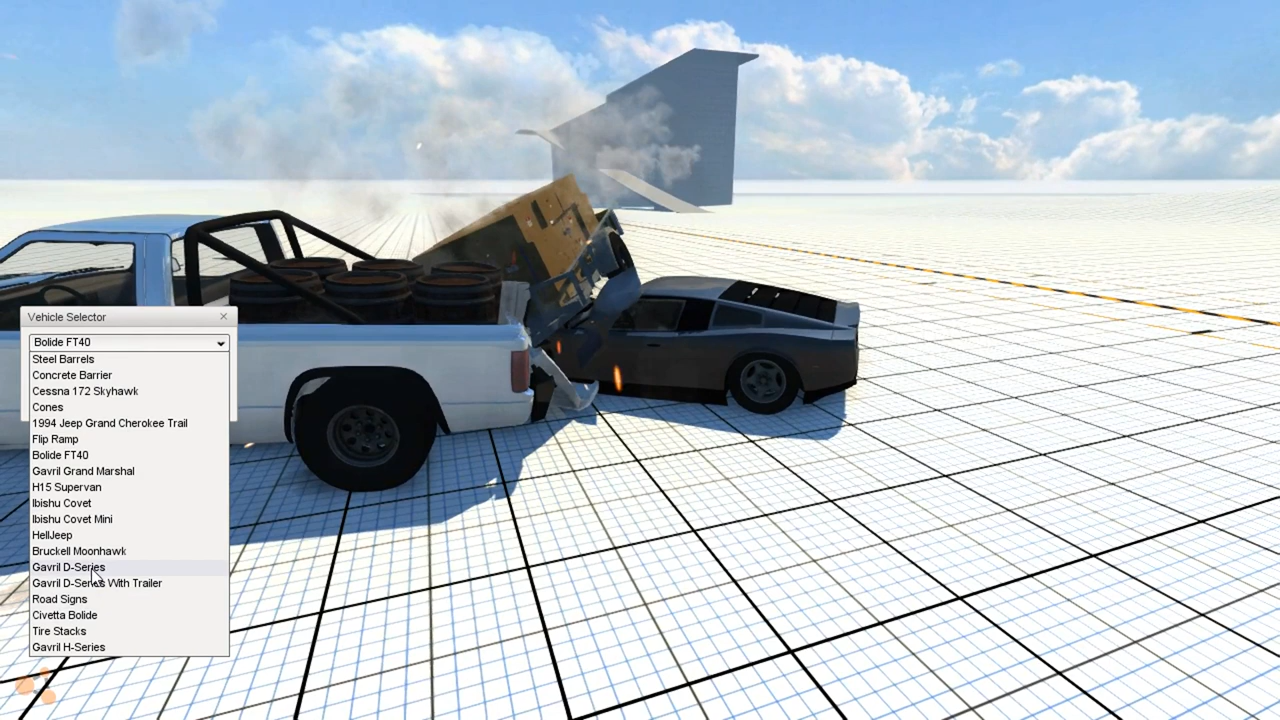 Vehicle Selector
Bolide FT40
Steel Barrels
Concrete Barrier
Cessna 172 Skyhawk
Cones
1994 Jeep Grand Cherokee Trail
Flip Ramp
Bolide FT40
Gavril Grand Marshal
H15 Supervan
Ibishu Covet
Ibishu Covet Mini
HellJeep
Bruckell Moonhawk
Gavril D-Series
Gavril D-Series With Trailer
Road Signs
Civetta Bolide
Tire Stacks
Gavril H-Series